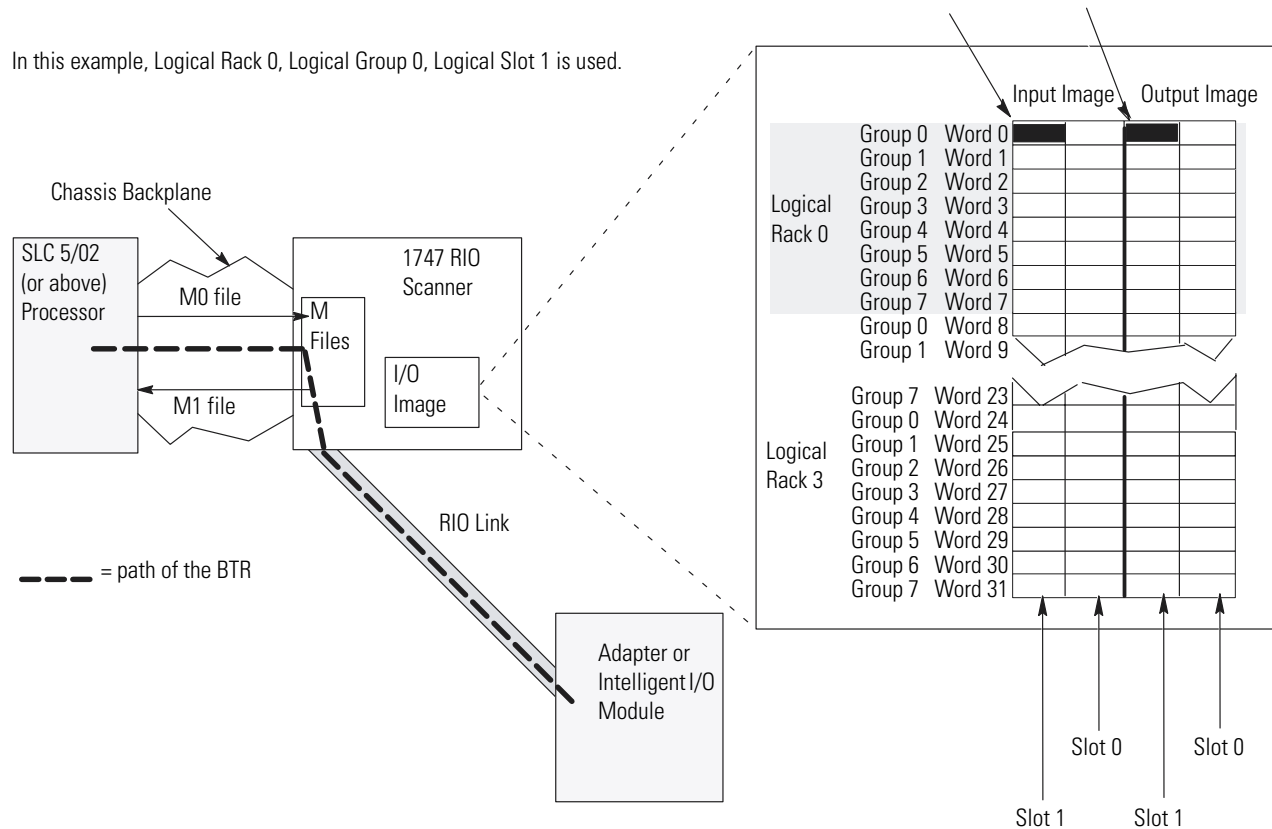 In this example, Logical Rack 0, Logical Group 0, Logical Slot 1 is used.
Chassis Backplane
SLC 5/02
(or above)
Processor
M0 file
M1 file
1747 RIO
Scanner
M
Files
I/O
Image
RIO Link
= path of the BTR
Adapter or
Intelligent I/O
Module
Input Image Output Image
Logical
Rack 0
Group 0 Word 0
Group 1 Word 1
Group 2 Word 2
Group 3 Word 3
Group 4 Word 4
Group 5 Word 5
Group 6 Word 6
Group 7 Word 7
Group 0 Word 8
Group 1 Word 9
Logical
Rack 3
Group 7 Word 23
Group 0 Word 24
Group 1 Word 25
Group 2 Word 26
Group 3 Word 27
Group 4 Word 28
Group 5 Word 29
Group 6 Word 30
Group 7 Word 31
Slot 0 Slot 0
Slot 1 Slot 1